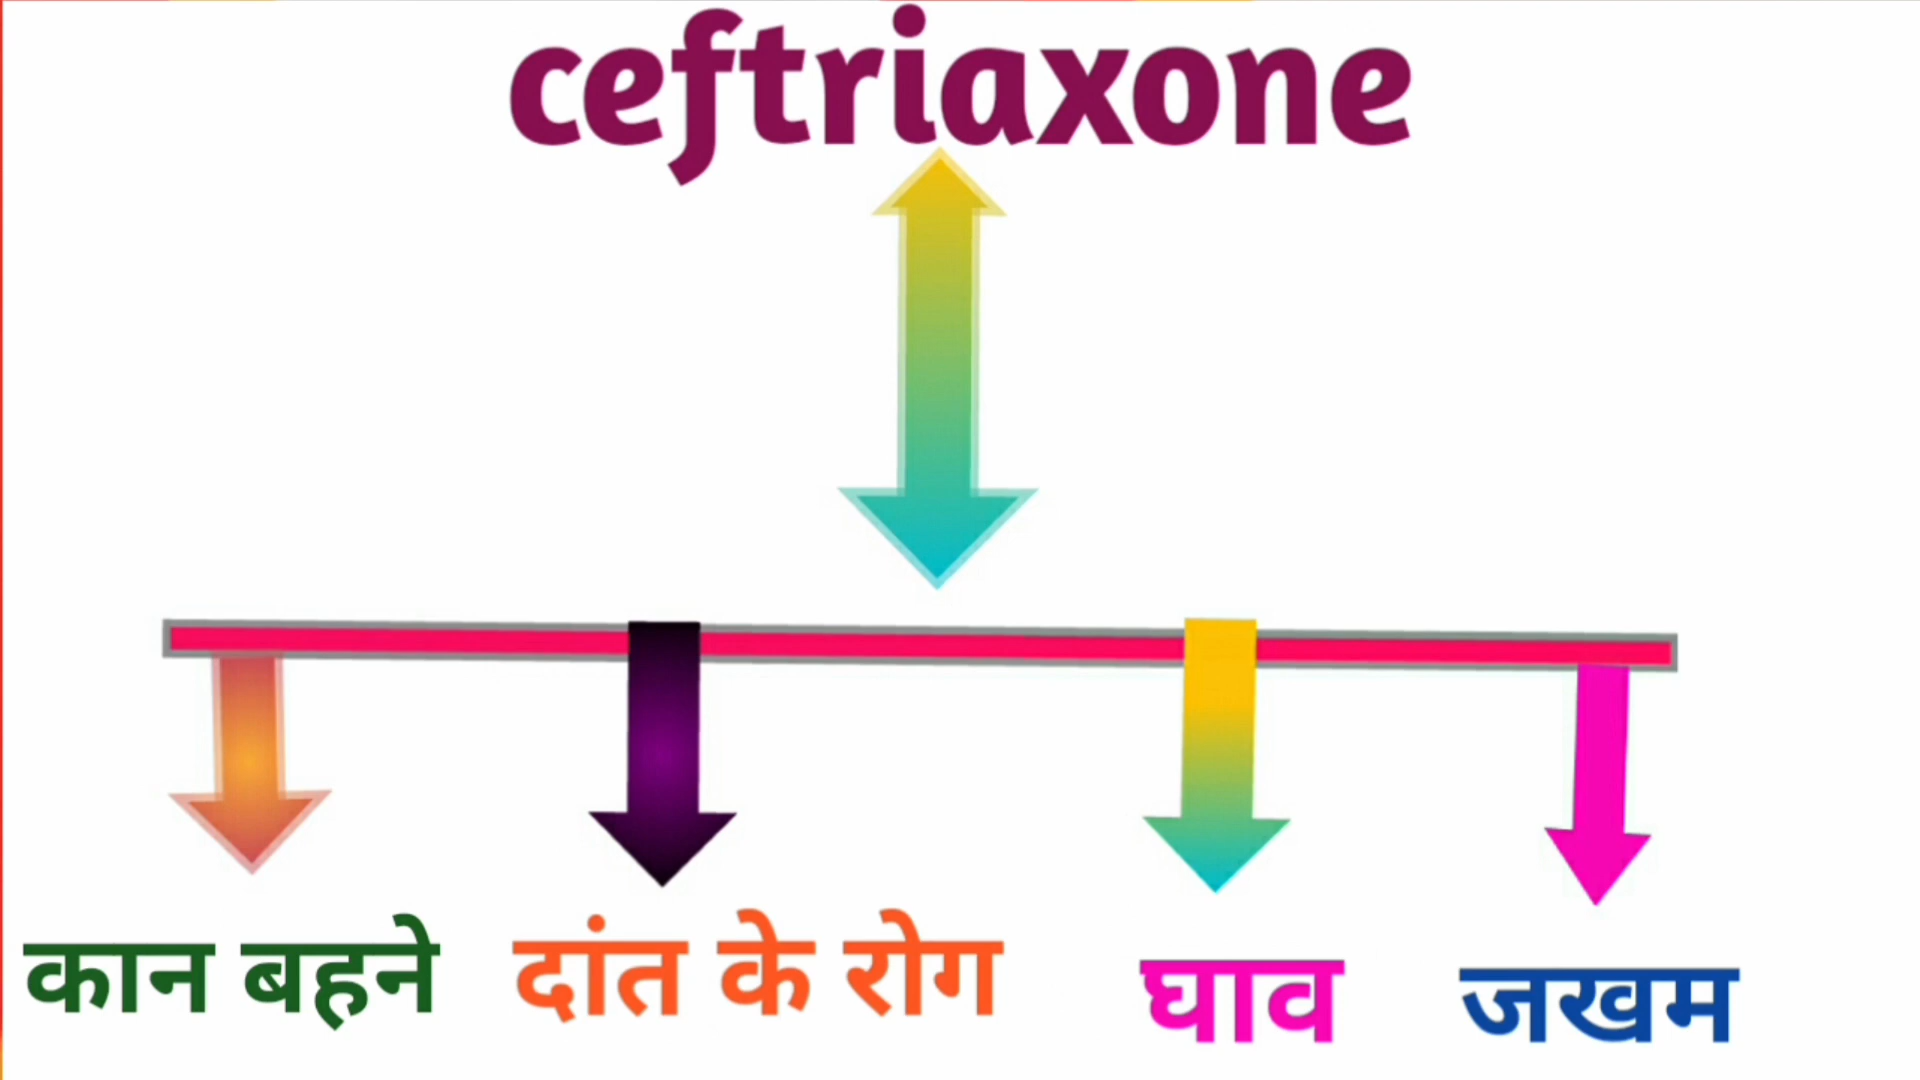 ceftriaxone
कान बहने दांत के रोग घाव जखम